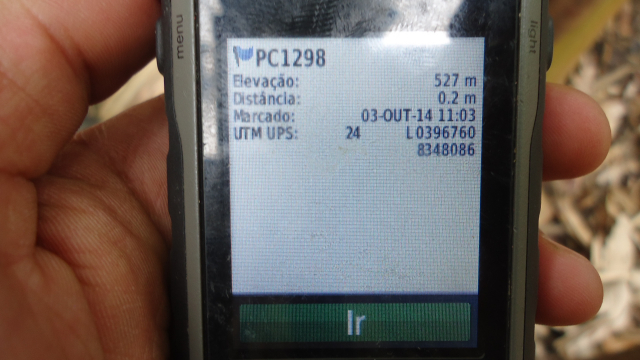 menu
light
PC1298
Elevação: 527 m
Distância: 0.2 m
Marcado: 03-OUT-14 11:03
UTM UPS: 24 L 0396760
8348086
Ir